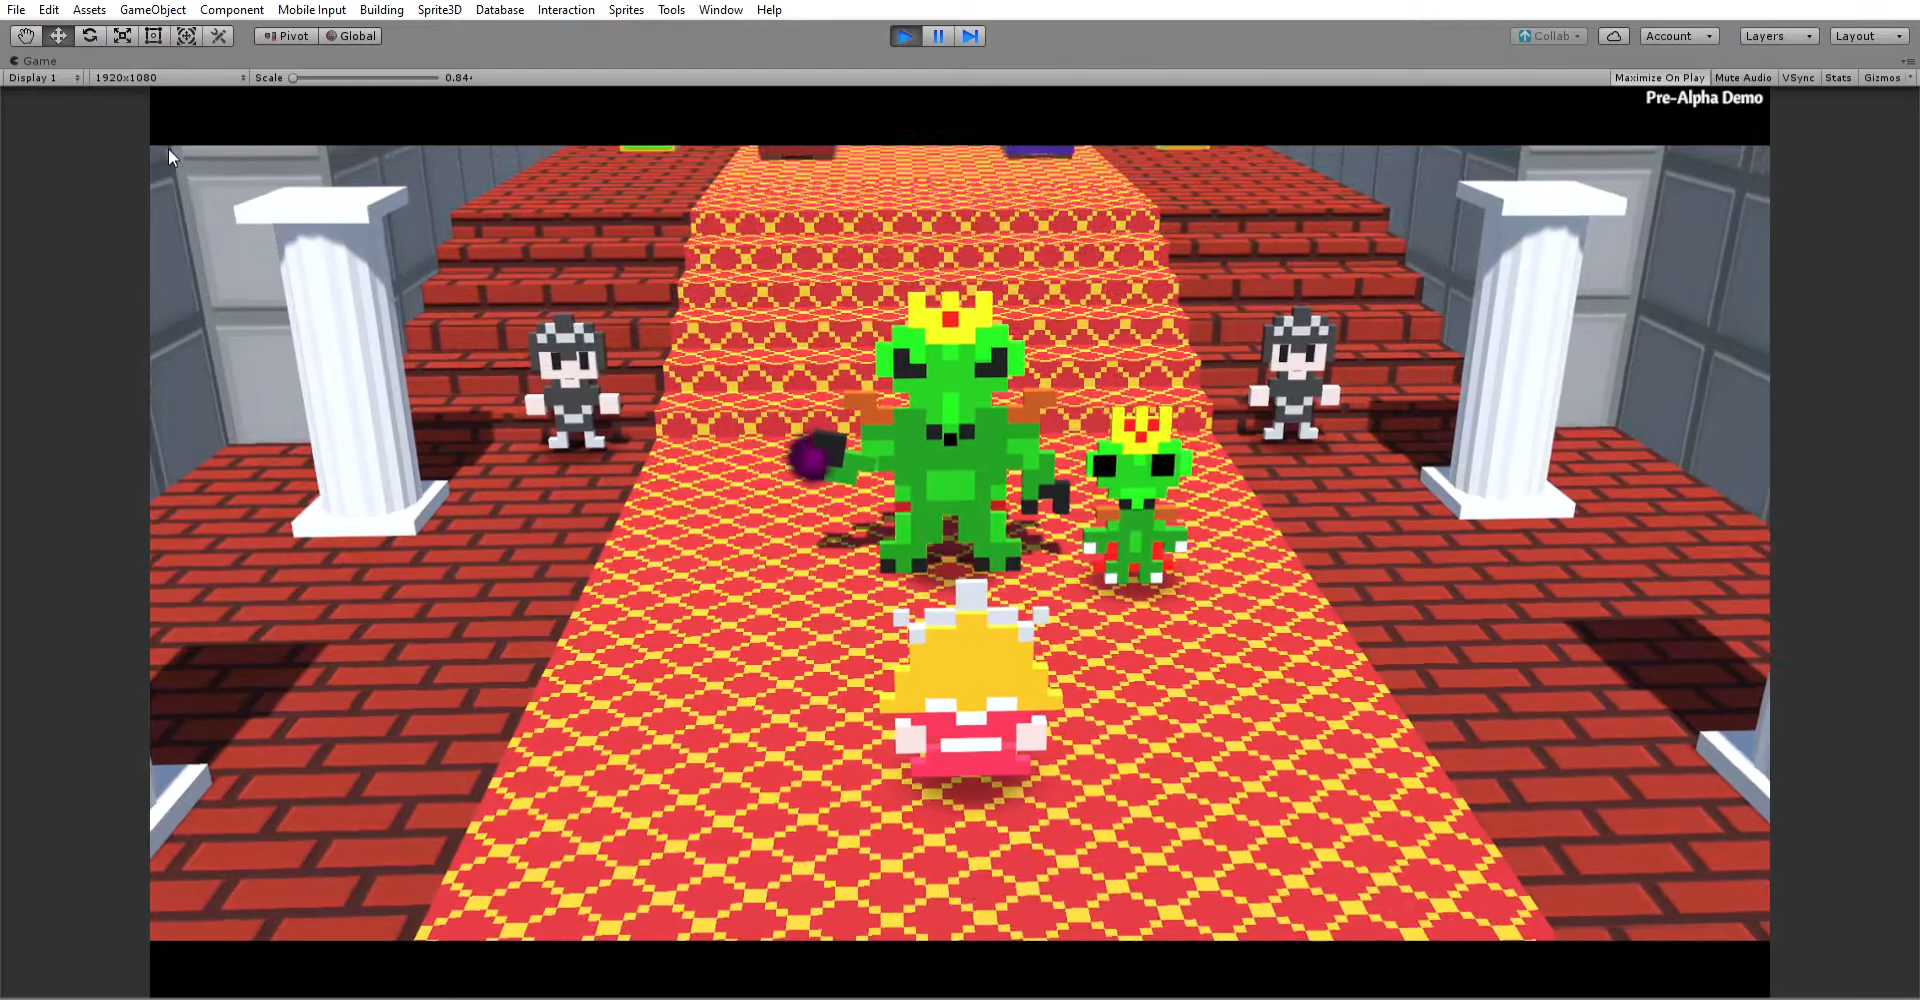 File Edit Assets GameObject Component Mobile Input Building Sprite3D Database Interaction Sprites Tools Window Help
Pivot Global Collab Account Layers Layout
Game
Display 1 1920x1080 Scale 0.84 Maximize On Play Mute Audio VSync Stats Gizmos
Pre-Alpha Demo